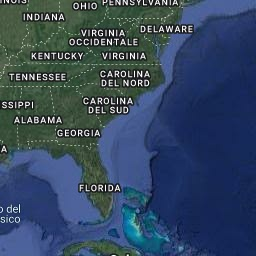 PENNSYLVANIA
OHIO
INDIANA
DELAWARE
VIRGINIA
OCCIDENTALE
KENTUCKY
VIRGINIA
TENNESSEE
CAROLINA
DEL NORD
SSIPPI
CAROLINA
DEL SUD
ALABAMA
GEORGIA
FLORIDA
o del
sico